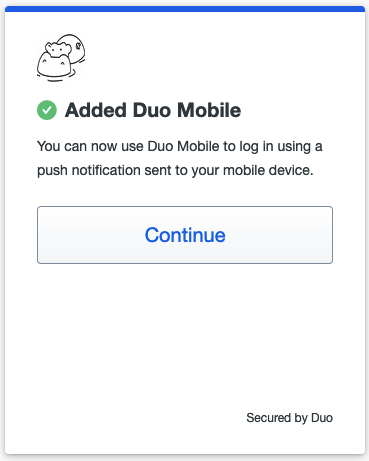 Added Duo Mobile
You can now use Duo Mobile to log in using a
push notification sent to your mobile device.
Continue
Secured by Duo